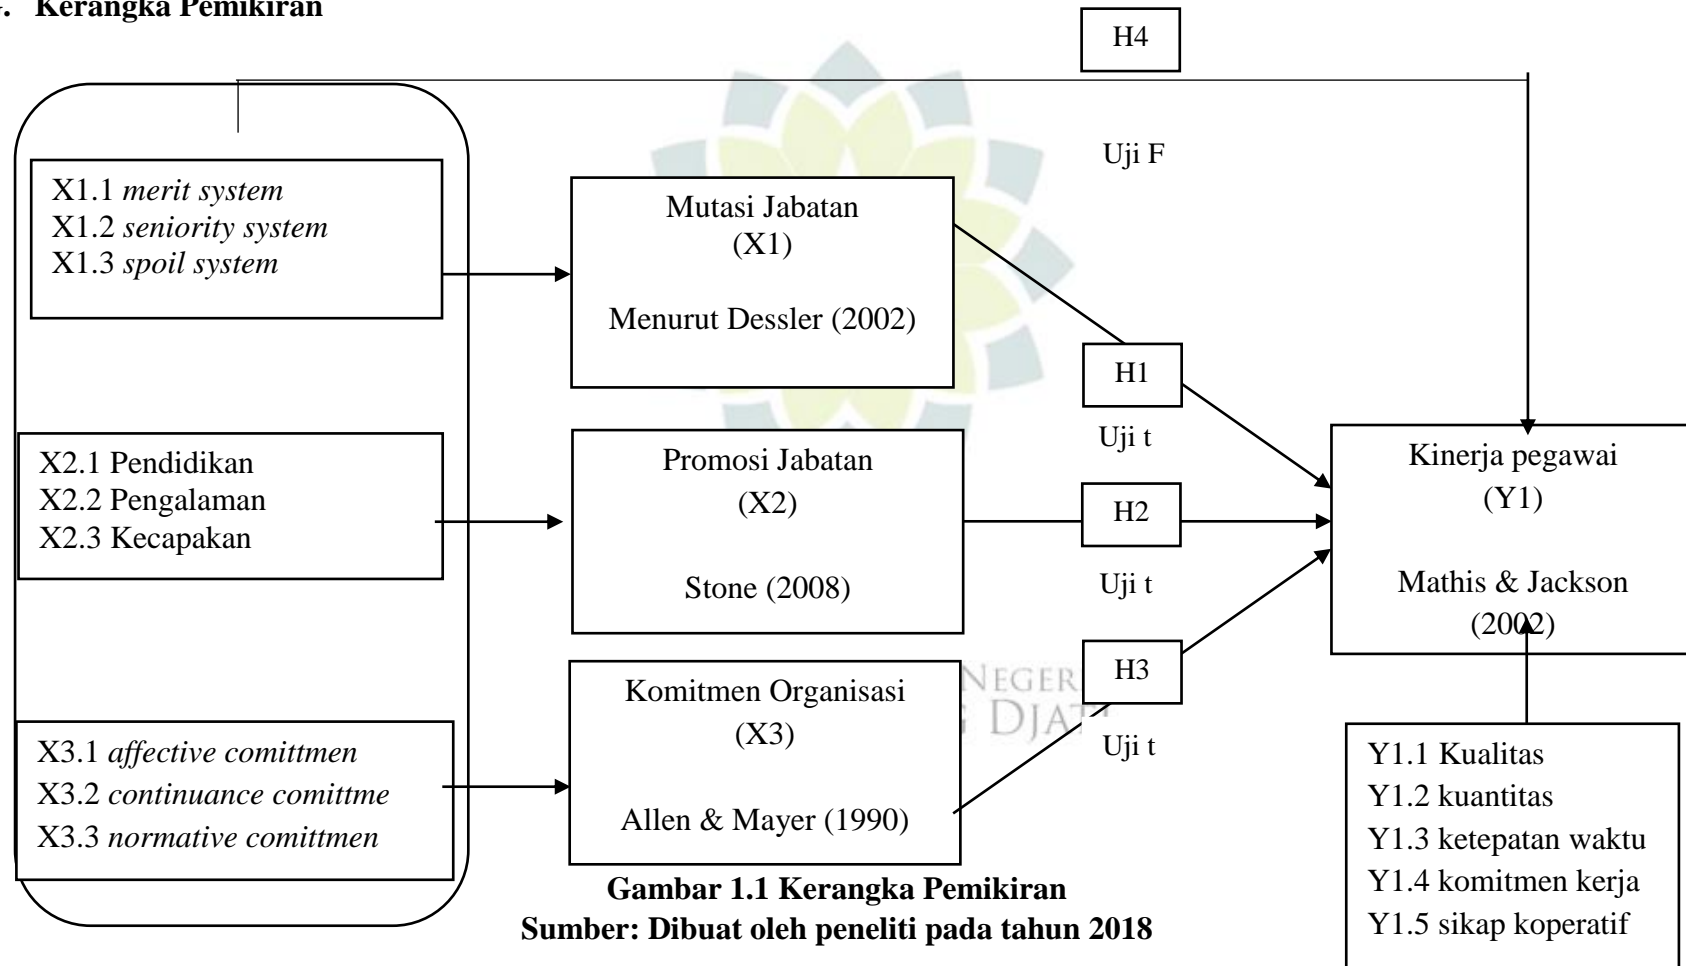 Kerangka Pemikiran
H4
Uji F
X1.1 merit system
X1.2 seniority system
X1.3 spoil system
Mutasi Jabatan
(X1)
Menurut Dessler (2002)
H1
Uji t
X2.1 Pendidikan
X2.2 Pengalaman
X2.3 Kecapakan
Promosi Jabatan
(X2)
Stone (2008)
H2
Uji t
Kinerja pegawai
(Y1)
Mathis & Jackson
(2002)
X3.1 affective comittmen
X3.2 continuance comittme
X3.3 normative comittmen
Komitmen Organisasi
(X3)
Allen & Mayer (1990)
H3
Uji t
Y1.1 Kualitas
Y1.2 kuantitas
Y1.3 ketepatan waktu
Y1.4 komitmen kerja
Y1.5 sikap koperatif
Gambar 1.1 Kerangka Pemikiran
Sumber: Dibuat oleh peneliti pada tahun 2018